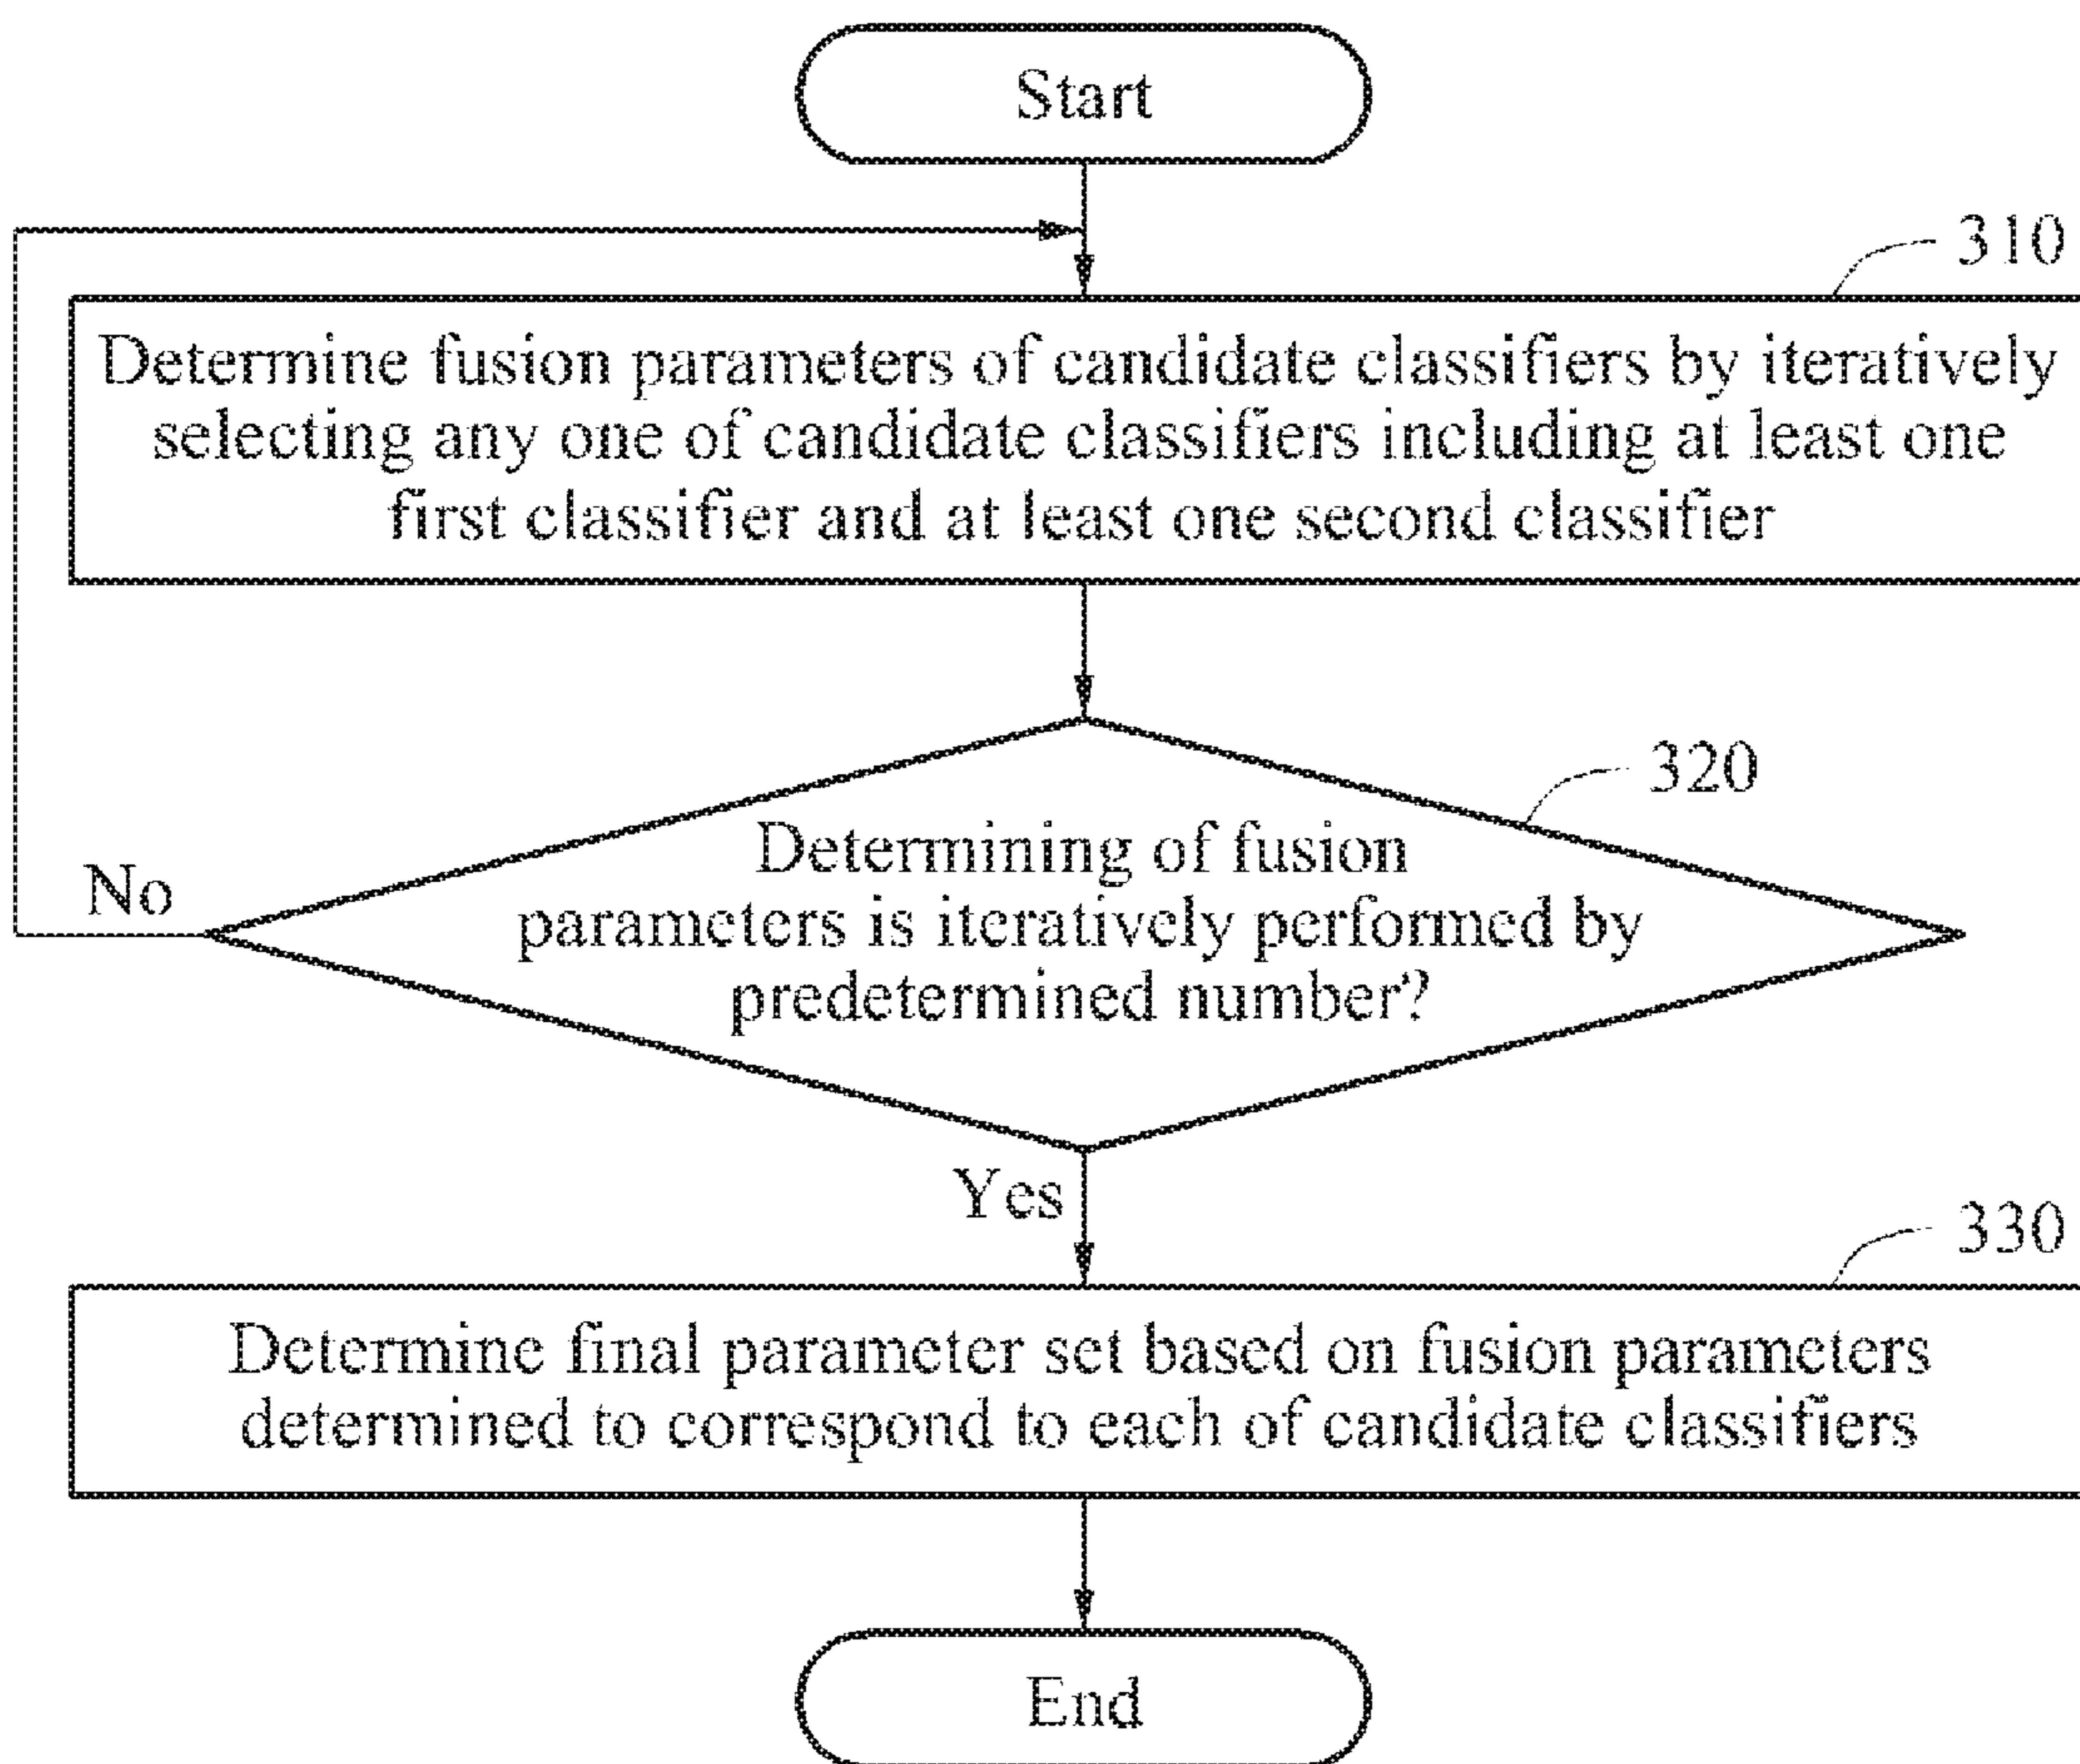 Start
310
Determine fusion parameters of candidate classifiers by iteratively
selecting any one of candidate classifiers including at least one
first classifier and at least one second classifier
320
Determining of fusion
parameters is iteratively performed by
predetermined number?
No
Yes
330
Determine final parameter set based on fusion parameters
determined to correspond to each of candidate classifiers
End